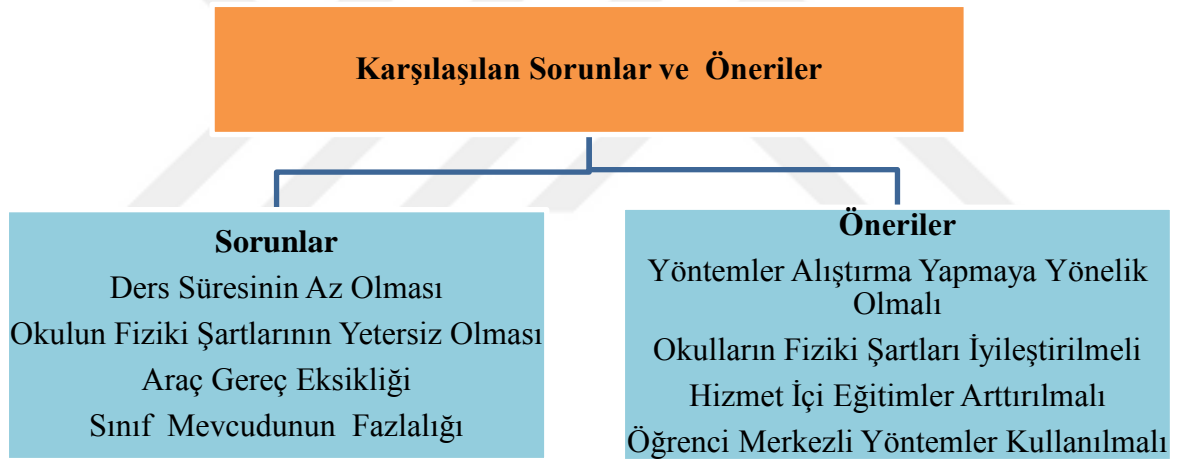 Karşılaşılan Sorunlar ve Öneriler
Sorunlar
Ders Süresinin Az Olması
Okulun Fiziki Şartlarının Yetersiz Olması
Araç Gereç Eksikliği
Sınıf Mevcudunun Fazlalığı
Öneriler
Yöntemler Alıştırma Yapmaya Yönelik
Olmalı
Okulların Fiziki Şartları İyileştirilmeli
Hizmet İçi Eğitimler Arttırılmalı
Öğrenci Merkezli Yöntemler Kullanılmalı